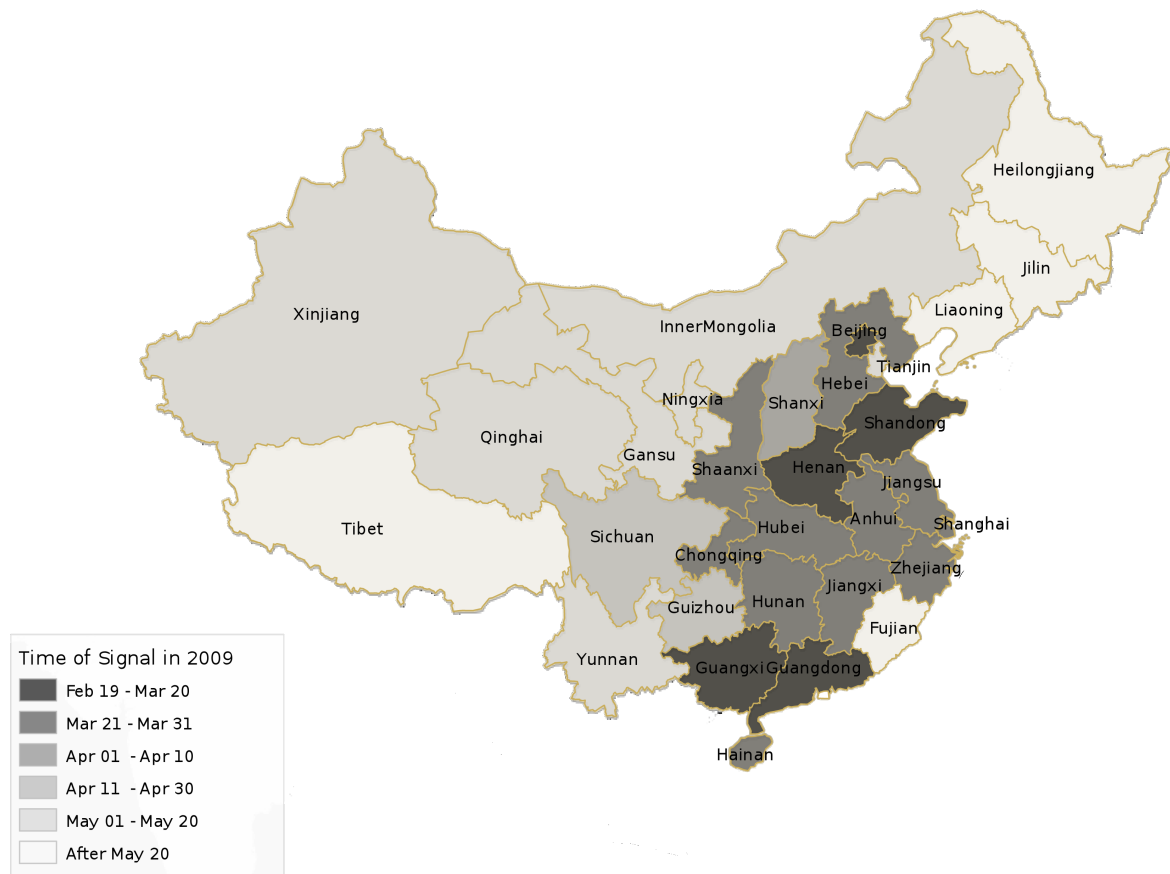 Heilongjiang
Jilin
Liaoning
Xinjiang
InnerMongolia
Beijing
Tianjin
Hebei
Ningxia
Shanxi
Shandong
Qinghai
Gansu
Shaanxi
Henan
Jiangsu
Tibet
Sichuan
Hubei
Anhui
Shanghai
Chongqing
Zhejiang
Jiangxi
Guizhou
Hunan
Fujian
Yunnan
Guangxi
Guangdong
Hainan
Time of Signal in 2009
Feb 19 - Mar 20
Mar 21 - Mar 31
Apr 01 - Apr 10
Apr 11 - Apr 30
May 01 - May 20
After May 20